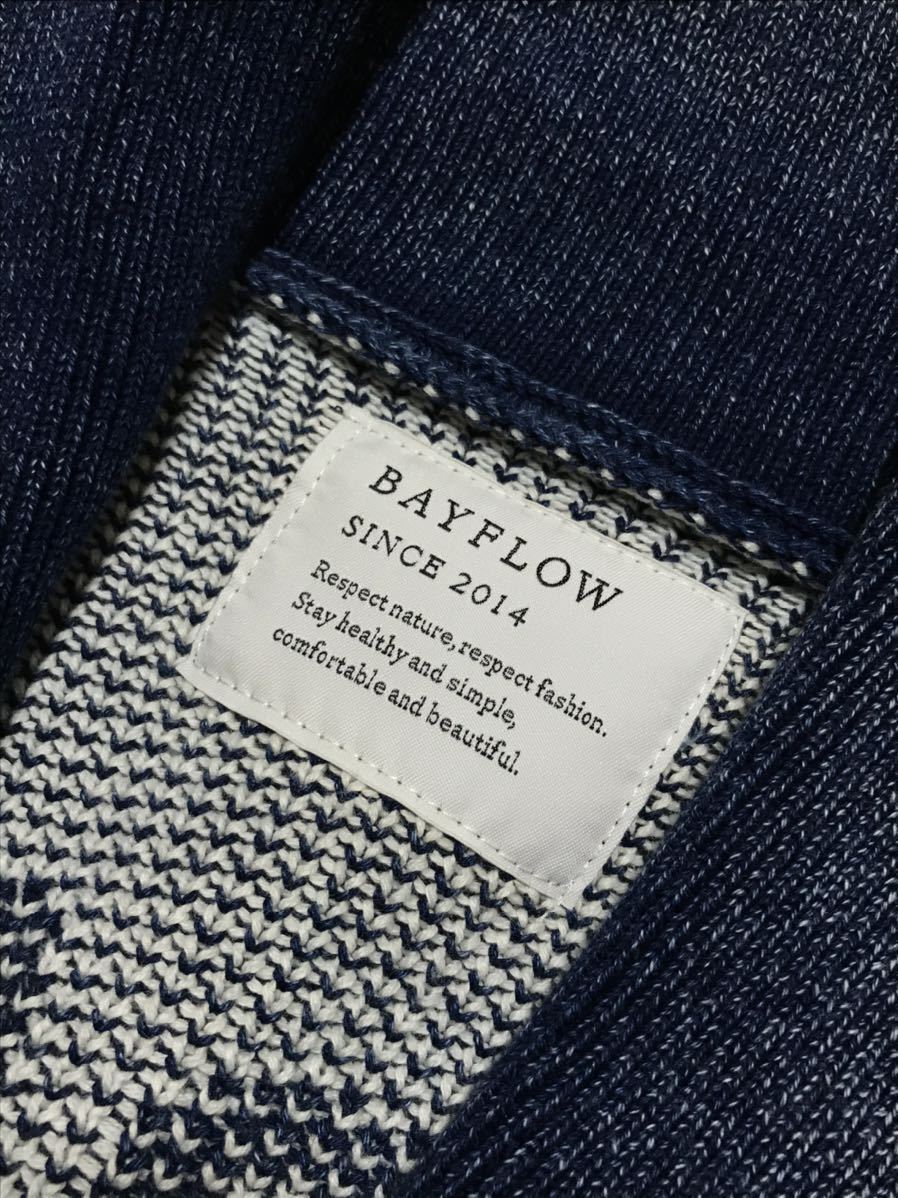 BAYFLOW
SINCE 2014
Respect nature, respect fashion.
Stay healthy and simple,
comfortable and beautiful.